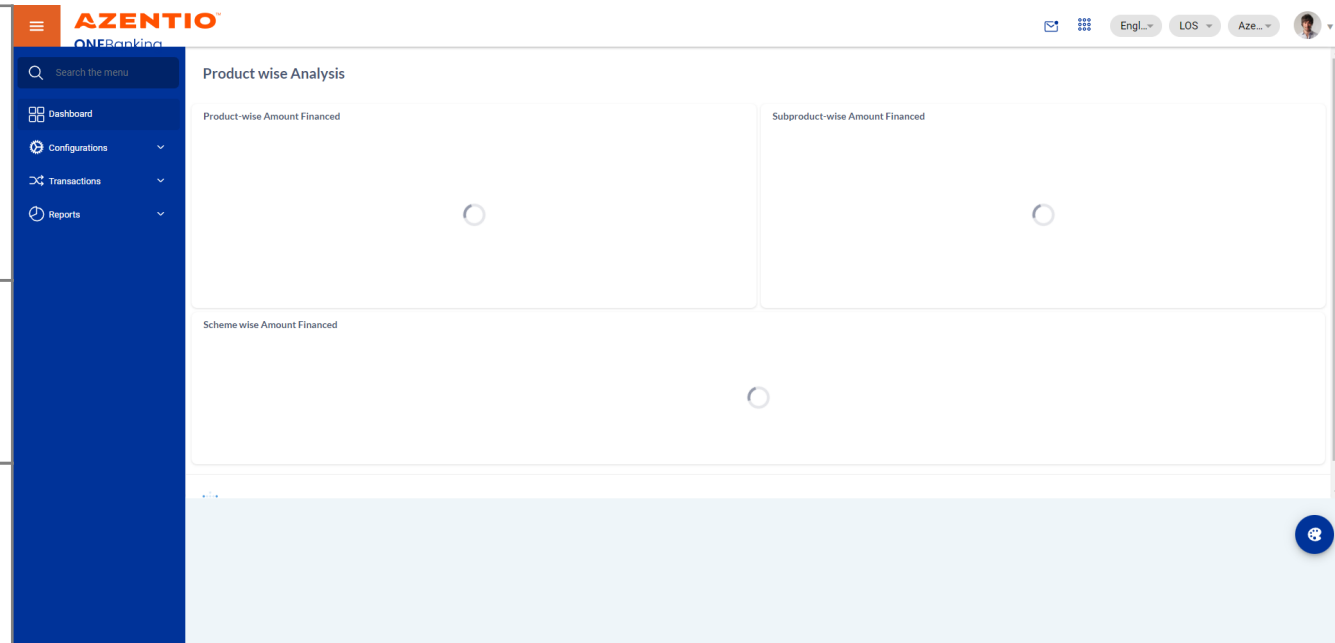 AZENTIO™
ONEBanking
Engl...
LOS
Aze...
Search the menu
Dashboard
Configurations
Transactions
Reports
Product wise Analysis
Product-wise Amount Financed
Subproduct-wise Amount Financed
Scheme wise Amount Financed